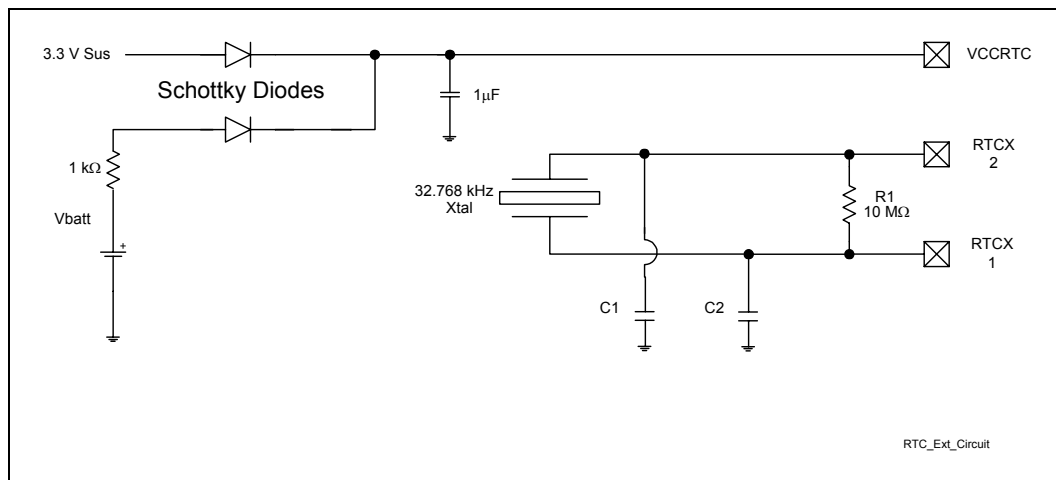 3.3 V Sus
VCCRTC
Schottky Diodes
1µF
1 kΩ
RTCX
2
32.768 kHz
Xtal
R1
10 MΩ
Vbatt
+
RTCX
1
C1
C2
RTC_Ext_Circuit